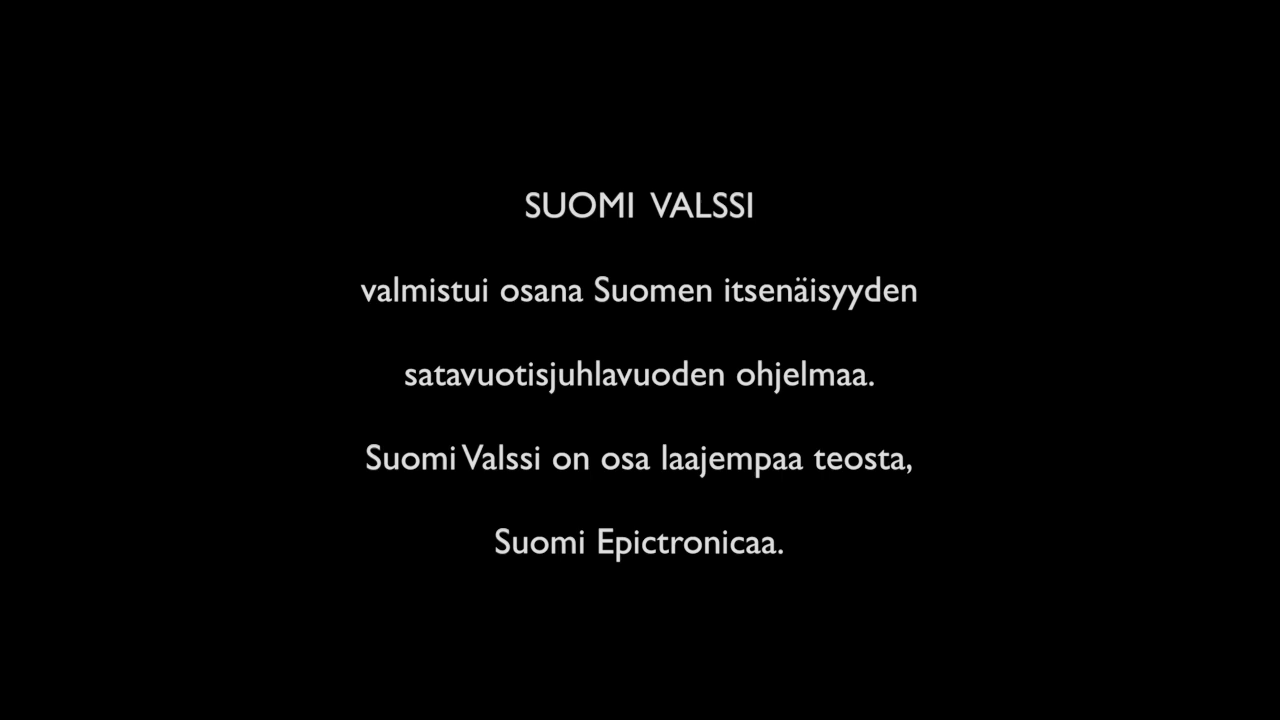 SUOMI VALSSI
valmistui osana Suomen itsenäisyyden
satavuotisjuhlavuoden ohjelmaa.
Suomi Valssi on osa laajempaa teosta,
Suomi Epictronicaa.